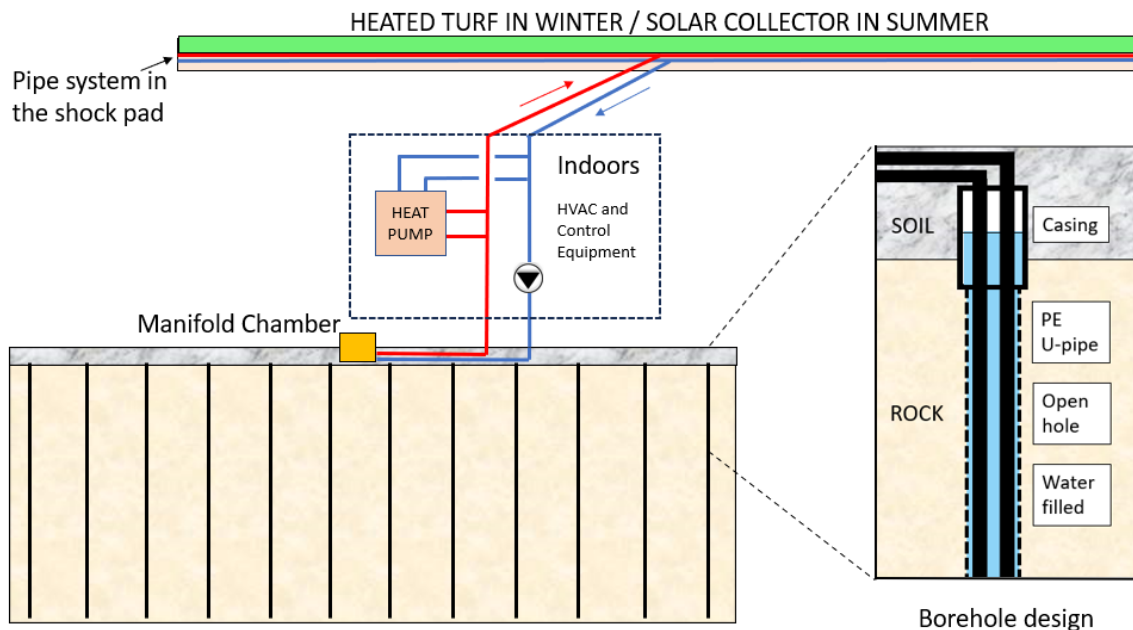 HEATED TURF IN WINTER / SOLAR COLLECTOR IN SUMMER
Pipe system in
the shock pad
Indoors
HVAC and
Control
Equipment
HEAT
PUMP
Manifold Chamber
SOIL
Casing
PE
U-pipe
ROCK
Open
hole
Water
filled
Borehole design